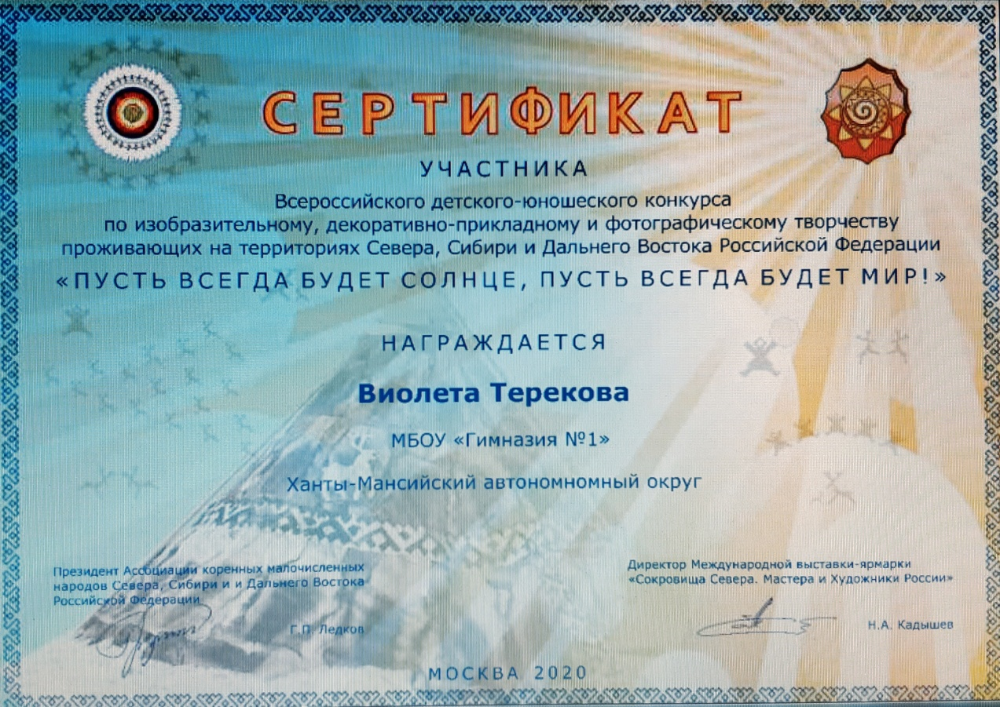 СЕРТИФИКАТ
УЧАСТНИКА
Всероссийского детского-юношеского конкурса
по изобразительному, декоративно-прикладному и фотографическому творчеству
проживающих на территориях Севера, Сибири и Дальнего Востока Российской Федерации
«ПУСТЬ ВСЕГДА БУДЕТ СОЛНЦЕ, ПУСТЬ ВСЕГДА БУДЕТ МИР!»
НАГРАЖДАЕТСЯ
Виолета Терекова
МБОУ «Гимназия №1»
Ханты-Мансийский автономномный округ
Президент Ассоциации коренных малочисленных
народов Севера, Сибири и и Дальнего Востока
Российской Федерации
Г.П. Ледков
Директор Международной выставки-ярмарки
«Сокровища Севера. Мастера и Художники России»
Н.А. Кадышев
МОСКВА 2020